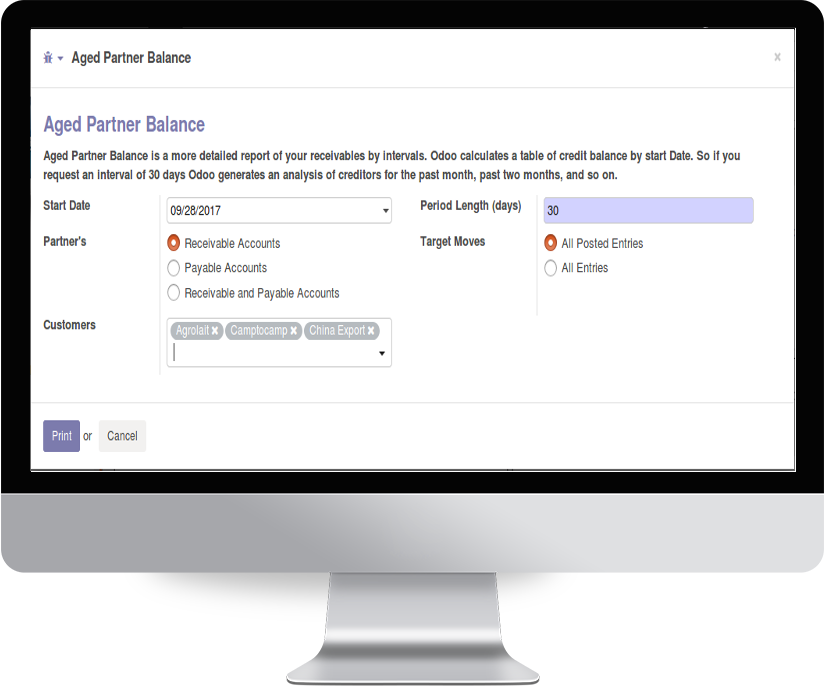 Aged Partner Balance
×
Aged Partner Balance
Aged Partner Balance is a more detailed report of your receivables by intervals. Odoo calculates a table of credit balance by start Date. So if you
request an interval of 30 days Odoo generates an analysis of creditors for the past month, past two months, and so on.
Start Date 09/28/2017 Period Length (days) 30
Partner's Receivable Accounts Target Moves All Posted Entries
Payable Accounts All Entries
Receivable and Payable Accounts
Customers Agrolait × Camptocamp × China Export ×
Print or Cancel